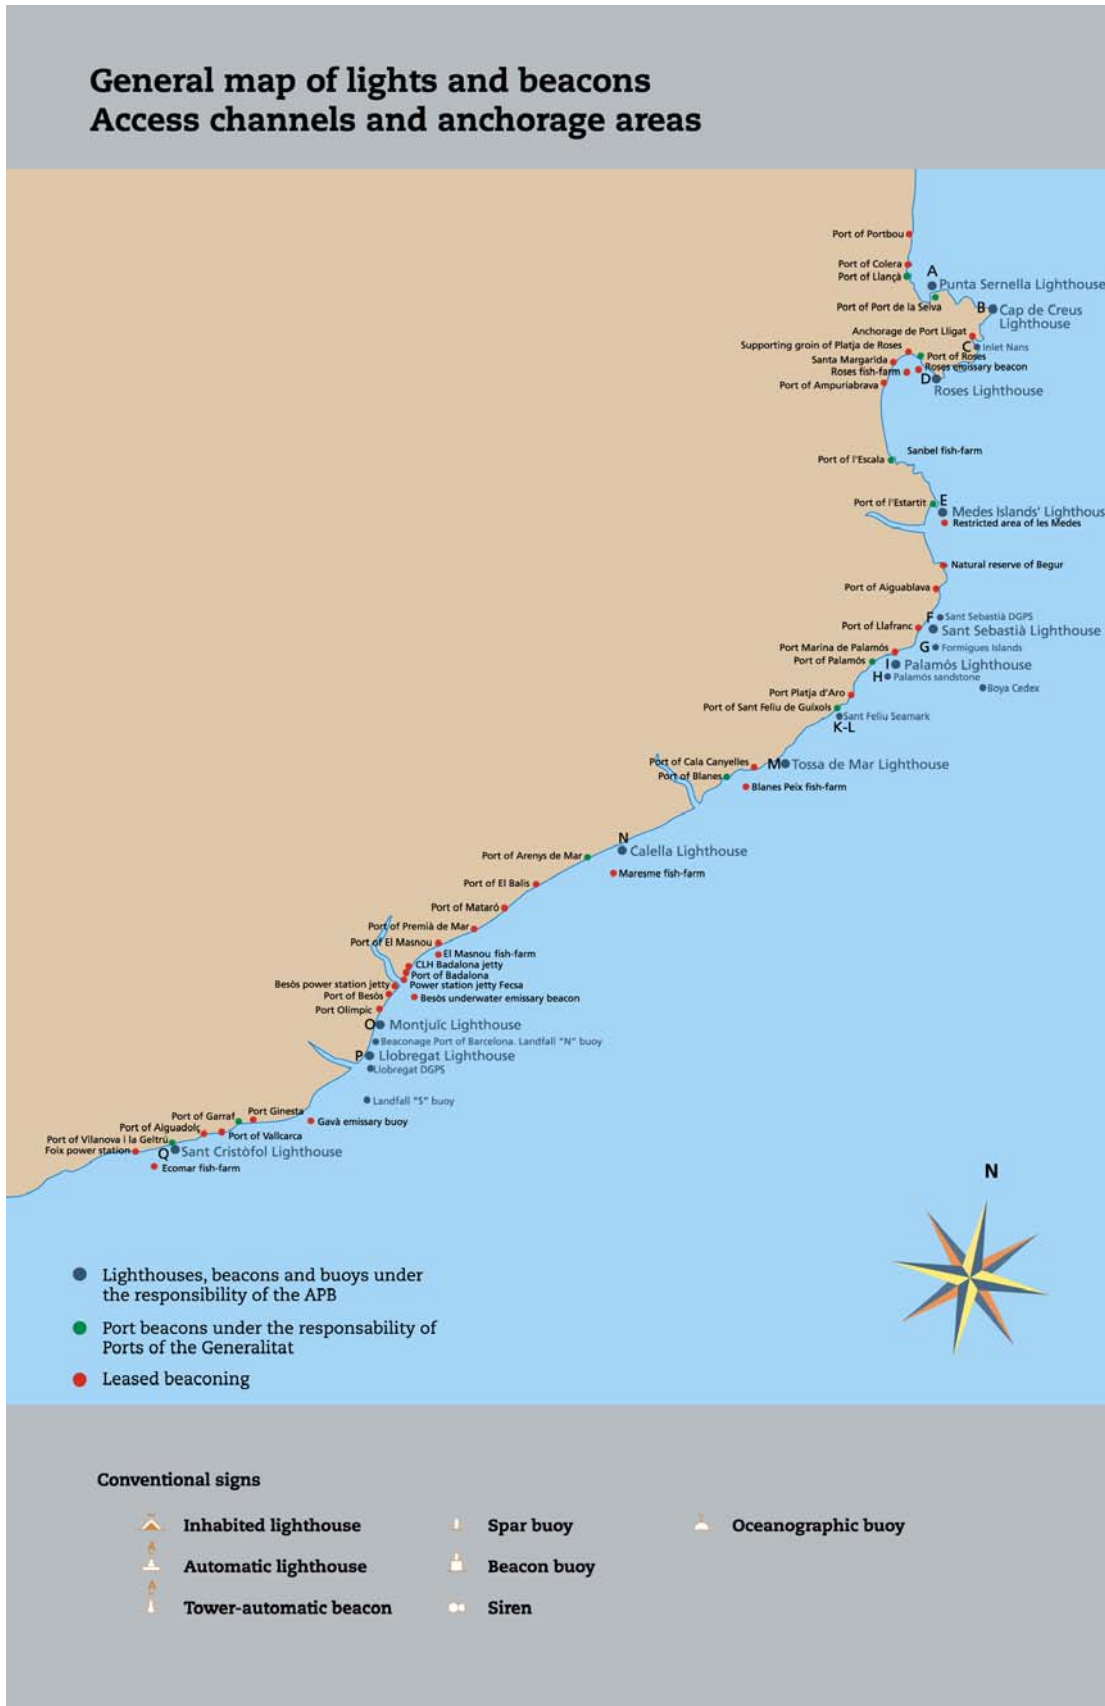 General map of lights and beacons
Access channels and anchorage areas
Port of Portbou
Port of Colera
A
Port of Llançà
Punta Sernella Lighthouse
Port of Port de la Selva
B
Cap de Creus
Lighthouse
Anchorage de Port Lligat
Supporting groin of Platja de Roses
C
Inlet Nans
Santa Margarida
Port of Roses
Roses fish-farm
Roses emissary beacon
Port of Ampuriabrava
D
Roses Lighthouse
Sanbel fish-farm
Port of l'Escala
Port of l'Estartit
E
Medes Islands' Lighthous
Restricted area of les Medes
Natural reserve of Begur
Port of Aiguablava
F
Sant Sebastià DGPS
Port of Llafranc
Sant Sebastià Lighthouse
Port Marina de Palamós
G
Formigues Islands
Port of Palamós
I
Palamós Lighthouse
H
Palamós sandstone
Boya Cedex
Port Platja d'Aro
Port of Sant Feliu de Guíxols
Sant Feliu Seamark
K-L
Port of Cala Canyelles
M
Tossa de Mar Lighthouse
Port of Blanes
Blanes Peix fish-farm
N
Calella Lighthouse
Port of Arenys de Mar
Maresme fish-farm
Port of El Balis
Port of Mataró
Port of Premià de Mar
Port of El Masnou
El Masnou fish-farm
CLH Badalona jetty
Port of Badalona
Besòs power station jetty
Power station jetty Fecsa
Port of Besòs
Besòs underwater emissary beacon
Port Olímpic
O
Montjuïc Lighthouse
Beaconage Port of Barcelona. Landfall "N" buoy
P
Llobregat Lighthouse
Llobregat DGPS
Landfall "S" buoy
Port of Garraf
Port Ginesta
Gavà emissary buoy
Port of Aiguadolç
Port of Vallcarca
Port of Vilanova i la Geltrú
Foix power station
Q
Sant Cristòfol Lighthouse
Ecomar fish-farm
N
Lighthouses, beacons and buoys under
the responsibility of the APB
Port beacons under the responsability of
Ports of the Generalitat
Leased beaconing
Conventional signs
Inhabited lighthouse
Spar buoy
Oceanographic buoy
A
Automatic lighthouse
Beacon buoy
A
Tower-automatic beacon
Siren